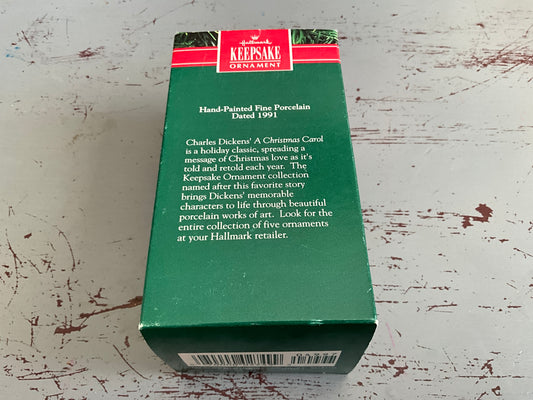 Hallmark
KEEPSAKE
ORNAMENT
Hand-Painted Fine Porcelain
Dated 1991
Charles Dickens' A Christmas Carol
is a holiday classic, spreading a
message of Christmas love as it's
told and retold each year. The
Keepsake Ornament collection
named after this favorite story
brings Dickens' memorable
characters to life through beautiful
porcelain works of art. Look for the
entire collection of five ornaments
at your Hallmark retailer.